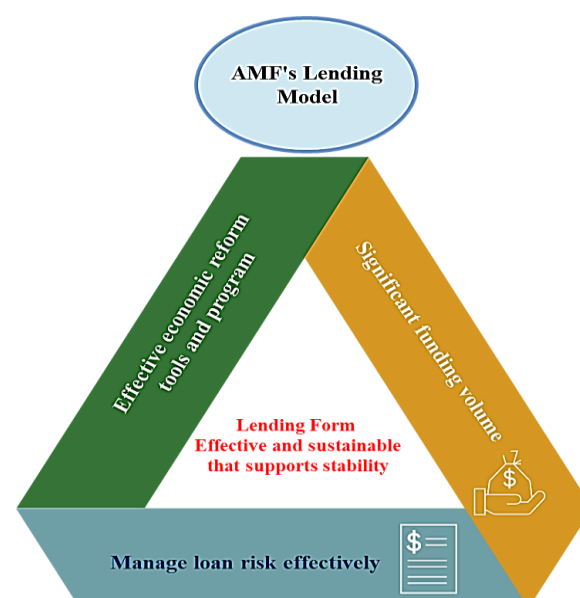 AMF's Lending
Model
Effective economic reform
tools and program
Significant funding volume
Lending Form
Effective and sustainable
that supports stability
$
Manage loan risk effectively
$